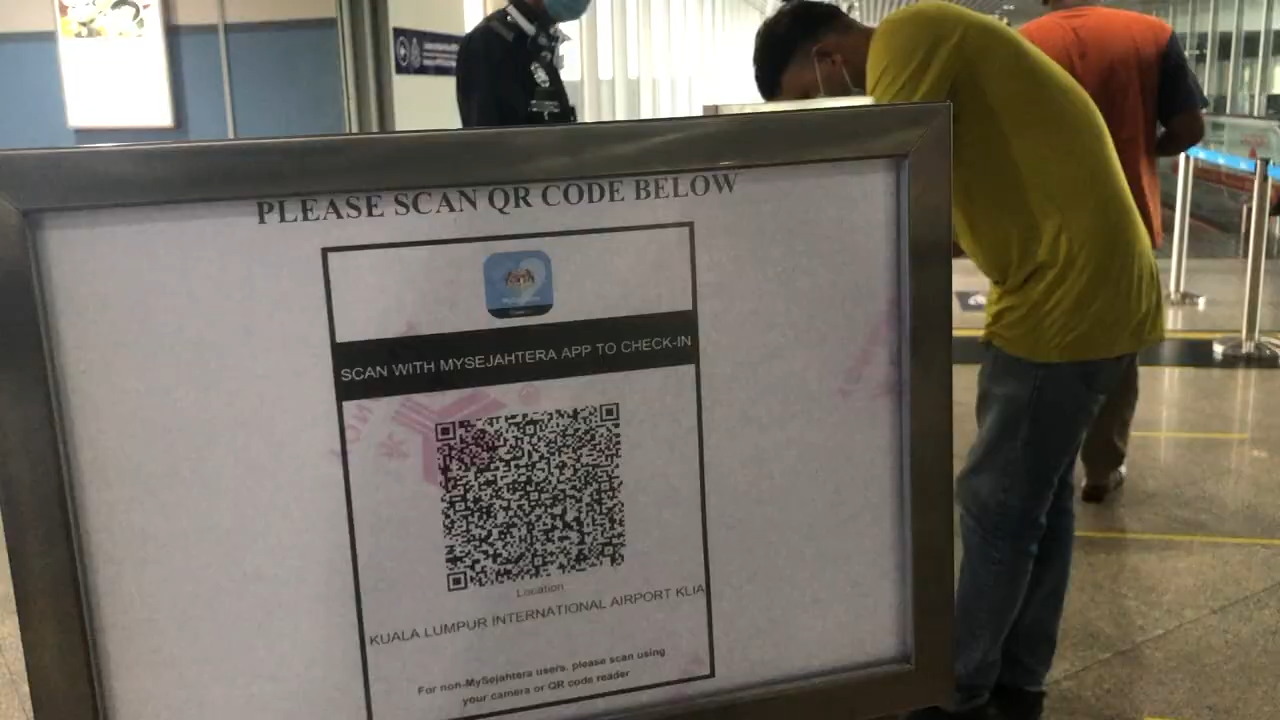 PLEASE SCAN QR CODE BELOW
SCAN WITH MYSEJAHTERA APP TO CHECK-IN
Location
KUALA LUMPUR INTERNATIONAL AIRPORT KLIA
For non-MySejahtera users, please scan using
your camera or QR code reader